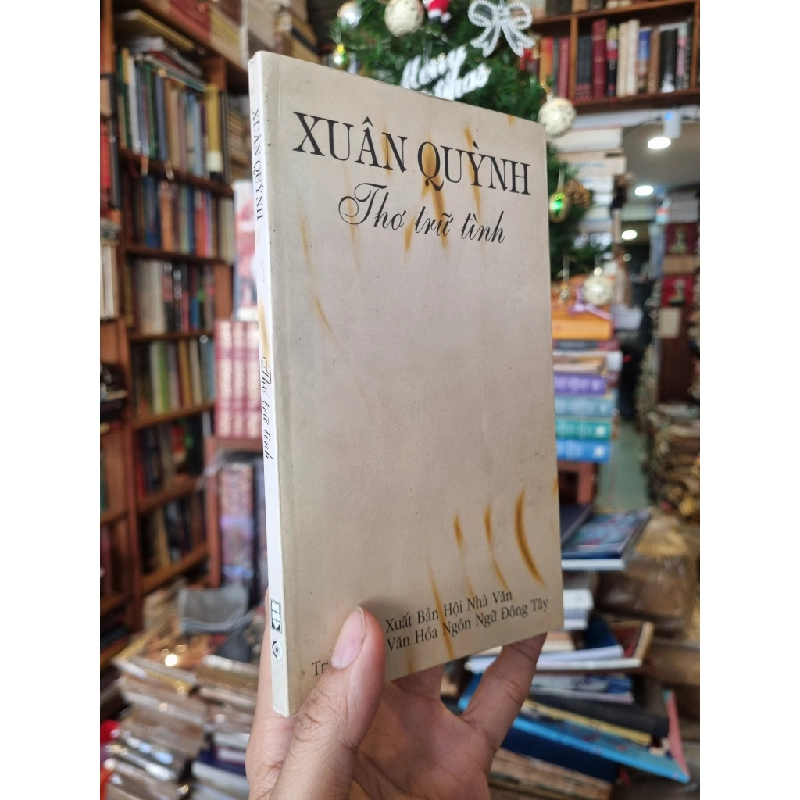 XUÂN QUỲNH
Thơ trữ tình
Xuất Bản Hội Nhà Văn
Văn Hóa Ngôn Ngữ Đông Tây
XUÂN QUỲNH
Thơ trữ tình
Merry